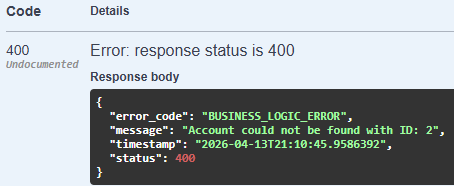 Code Details
400 Error: response status is 400
Undocumented
Response body
{
  "error_code": "BUSINESS_LOGIC_ERROR",
  "message": "Account could not be found with ID: 2",
  "timestamp": "2026-04-13T21:10:45.9586392",
  "status": 400
}